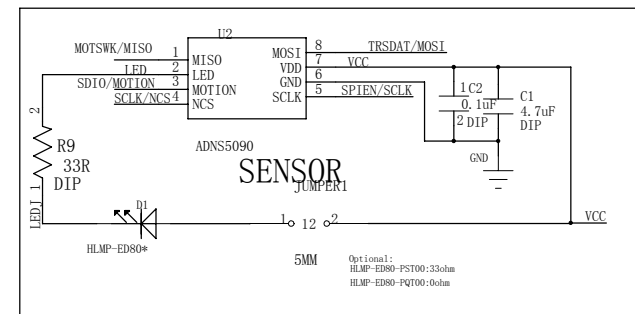 U2
MOTSWK/MISO 1 MISO MOSI 8 TRSDAT/MOSI
LED 2 LED VDD 7 VCC
SDIO/MOTION 3 MOTION GND 6
SCLK/NCS 4 NCS SCLK 5 SPIEN/SCLK
ADNS5090
SENSOR
1 C2
0.1uF
2 DIP
C1
4.7uF
DIP
GND
2
R9
33R
DIP
1
LEDJ
D1
HLMP-ED80*
JUMPER1
1 12 2
5MM
VCC
Optional:
HLMP-ED80-PST00:33ohm
HLMP-ED80-PQT00:0ohm